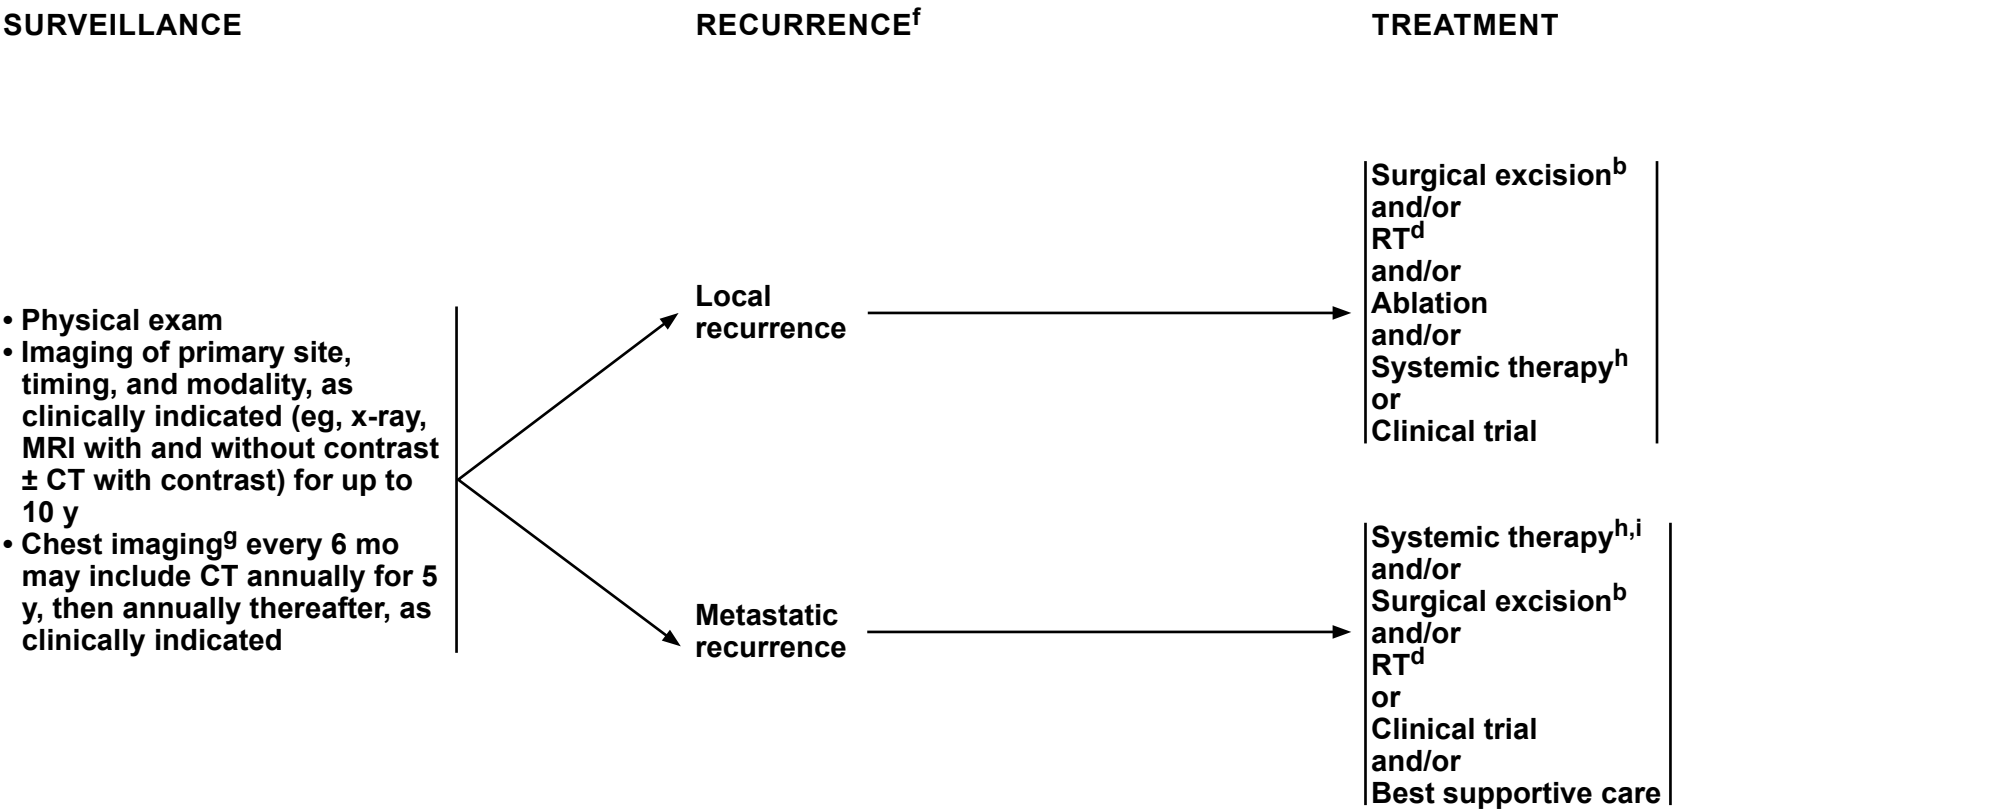 SURVEILLANCE
RECURRENCEf
TREATMENT
• Physical exam
• Imaging of primary site,
timing, and modality, as
clinically indicated (eg, x-ray,
MRI with and without contrast
± CT with contrast) for up to
10 y
• Chest imagingg every 6 mo
may include CT annually for 5
y, then annually thereafter, as
clinically indicated
Local
recurrence
Surgical excisionb
and/or
RTd
and/or
Ablation
and/or
Systemic therapyh
or
Clinical trial
Metastatic
recurrence
Systemic therapyh,i
and/or
Surgical excisionb
and/or
RTd
or
Clinical trial
and/or
Best supportive care